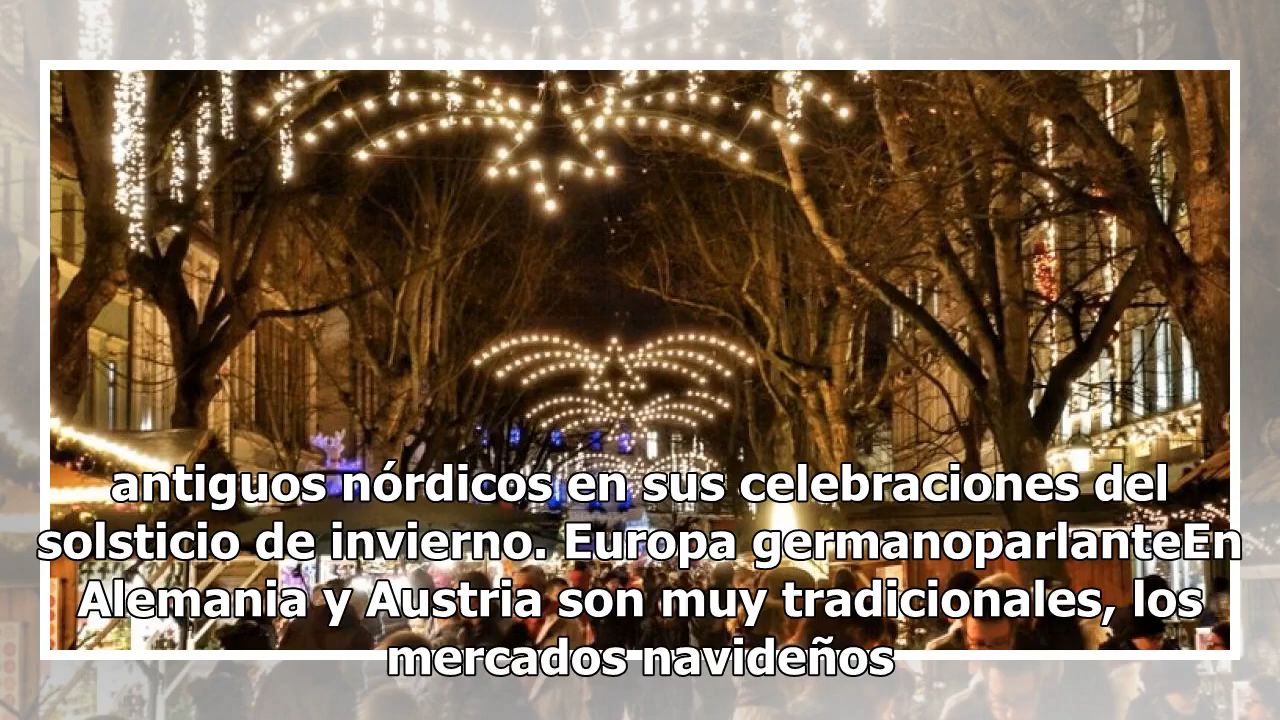 antiguos nórdicos en sus celebraciones del
solsticio de invierno. Europa germanoparlanteEn
Alemania y Austria son muy tradicionales, los
mercados navideños